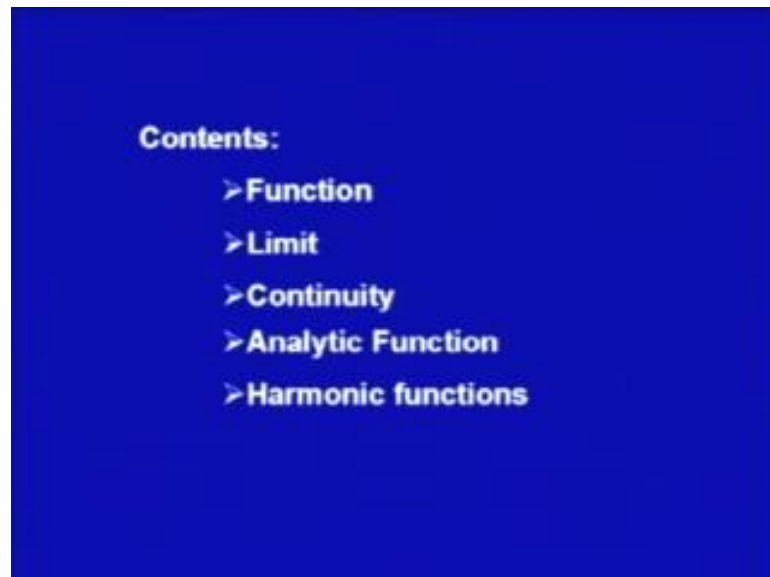 Contents:
➢Function
➢Limit
➢Continuity
➢Analytic Function
➢Harmonic functions